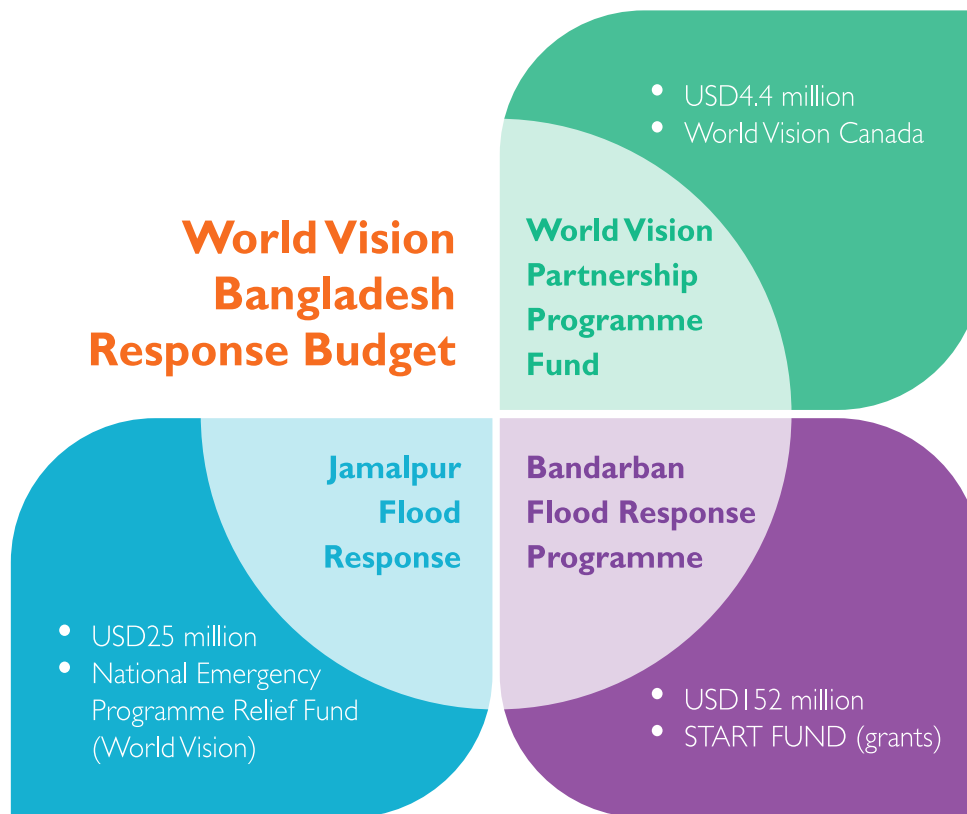 World Vision
Bangladesh
Response Budget
• USD4.4 million
• World Vision Canada
World Vision
Partnership
Programme
Fund
Jamalpur
Flood
Response
• USD25 million
• National Emergency
Programme Relief Fund
(World Vision)
Bandarban
Flood Response
Programme
• USD152 million
• START FUND (grants)